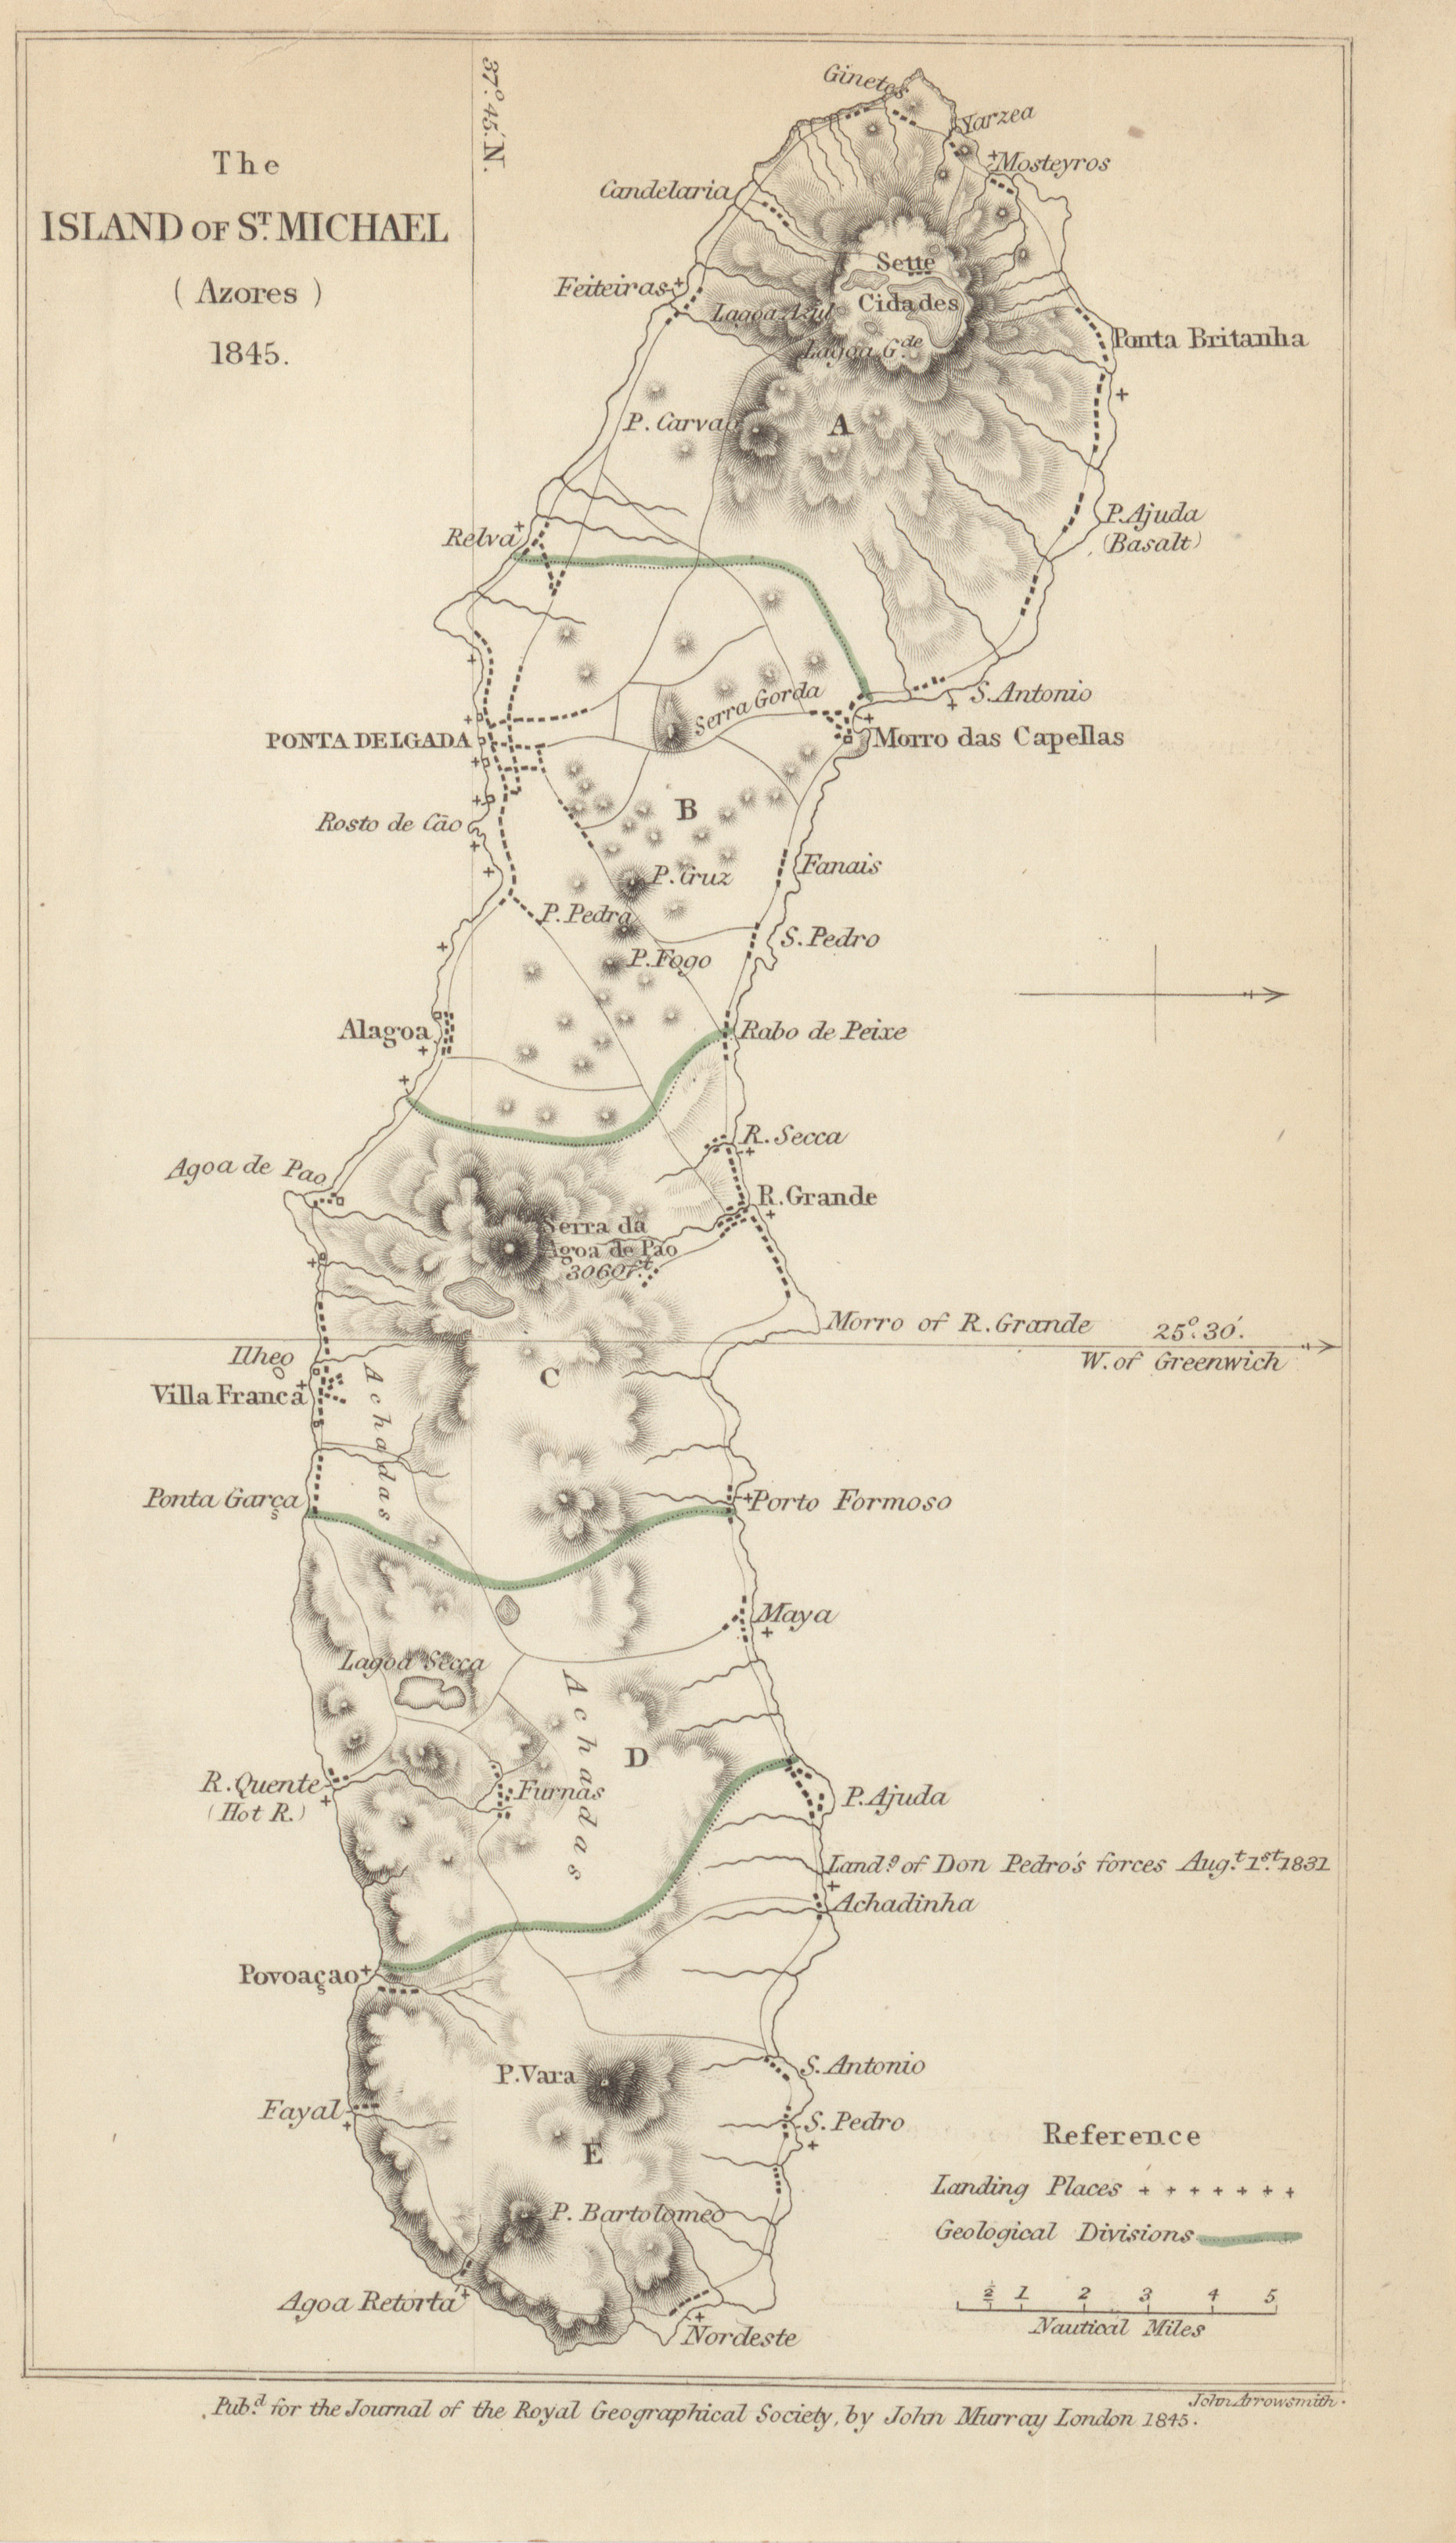 The
ISLAND OF S.T MICHAEL
( Azores )
1845.
37.° 45.' N.
Ginetes
Varzea
Mosteyros
Candelaria
Sette
Cidades
Feiteiras
Lagoa Azul
Lagoa G.de
Ponta Britanha
P. Carvao
A
P. Ajuda
(Basalt)
Relva
S. Antonio
Serra Gorda
PONTA DELGADA
Morro das Capellas
B
Rosto de Cão
Fanais
P. Cruz
P. Pedra
S. Pedro
P. Fogo
Alagoa
Rabo de Peixe
R. Secca
Agoa de Pao
R. Grande
Serra da
Agoa de Pao
3060f.t
Morro of R. Grande
25.° 30.'
W. of Greenwich
Ilheo
C
Villa Franca
Achadas
Ponta Garça
Porto Formoso
Maya
Lagoa Secca
Achadas
D
R. Quente
(Hot R.)
Furnas
P. Ajuda
Land.g of Don Pedro's forces Aug.t 1st. 1831
Achadinha
Povoaçao
P. Vara
S. Antonio
Fayal
S. Pedro
E
Reference
Landing Places + + + + + + +
P. Bartolomeo
Geological Divisions
Agoa Retorta
½ 1 2 3 4 5
Nautical Miles
Nordeste
John Arrowsmith.
Pub.d for the Journal of the Royal Geographical Society, by John Murray London 1845.